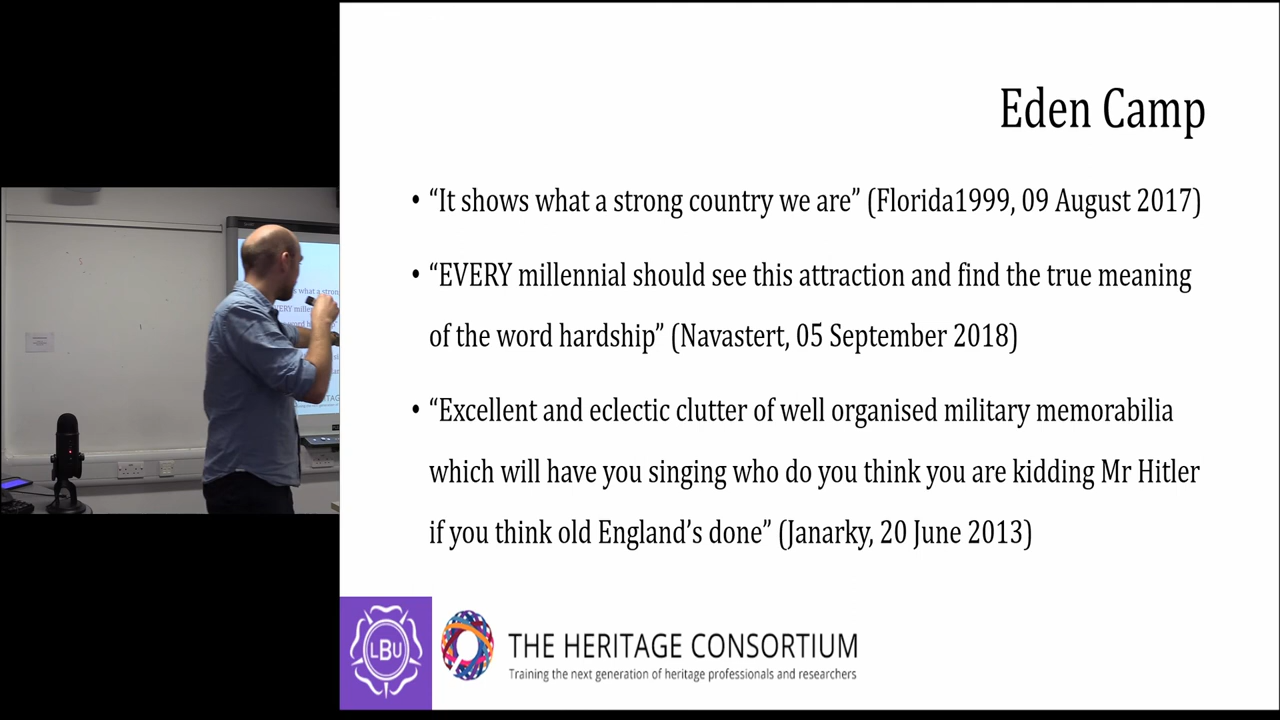 Eden Camp
• “It shows what a strong country we are” (Florida1999, 09 August 2017)
• “EVERY millennial should see this attraction and find the true meaning
of the word hardship” (Navastert, 05 September 2018)
• “Excellent and eclectic clutter of well organised military memorabilia
which will have you singing who do you think you are kidding Mr Hitler
if you think old England’s done” (Janarky, 20 June 2013)
LBU
THE HERITAGE CONSORTIUM
Training the next generation of heritage professionals and researchers